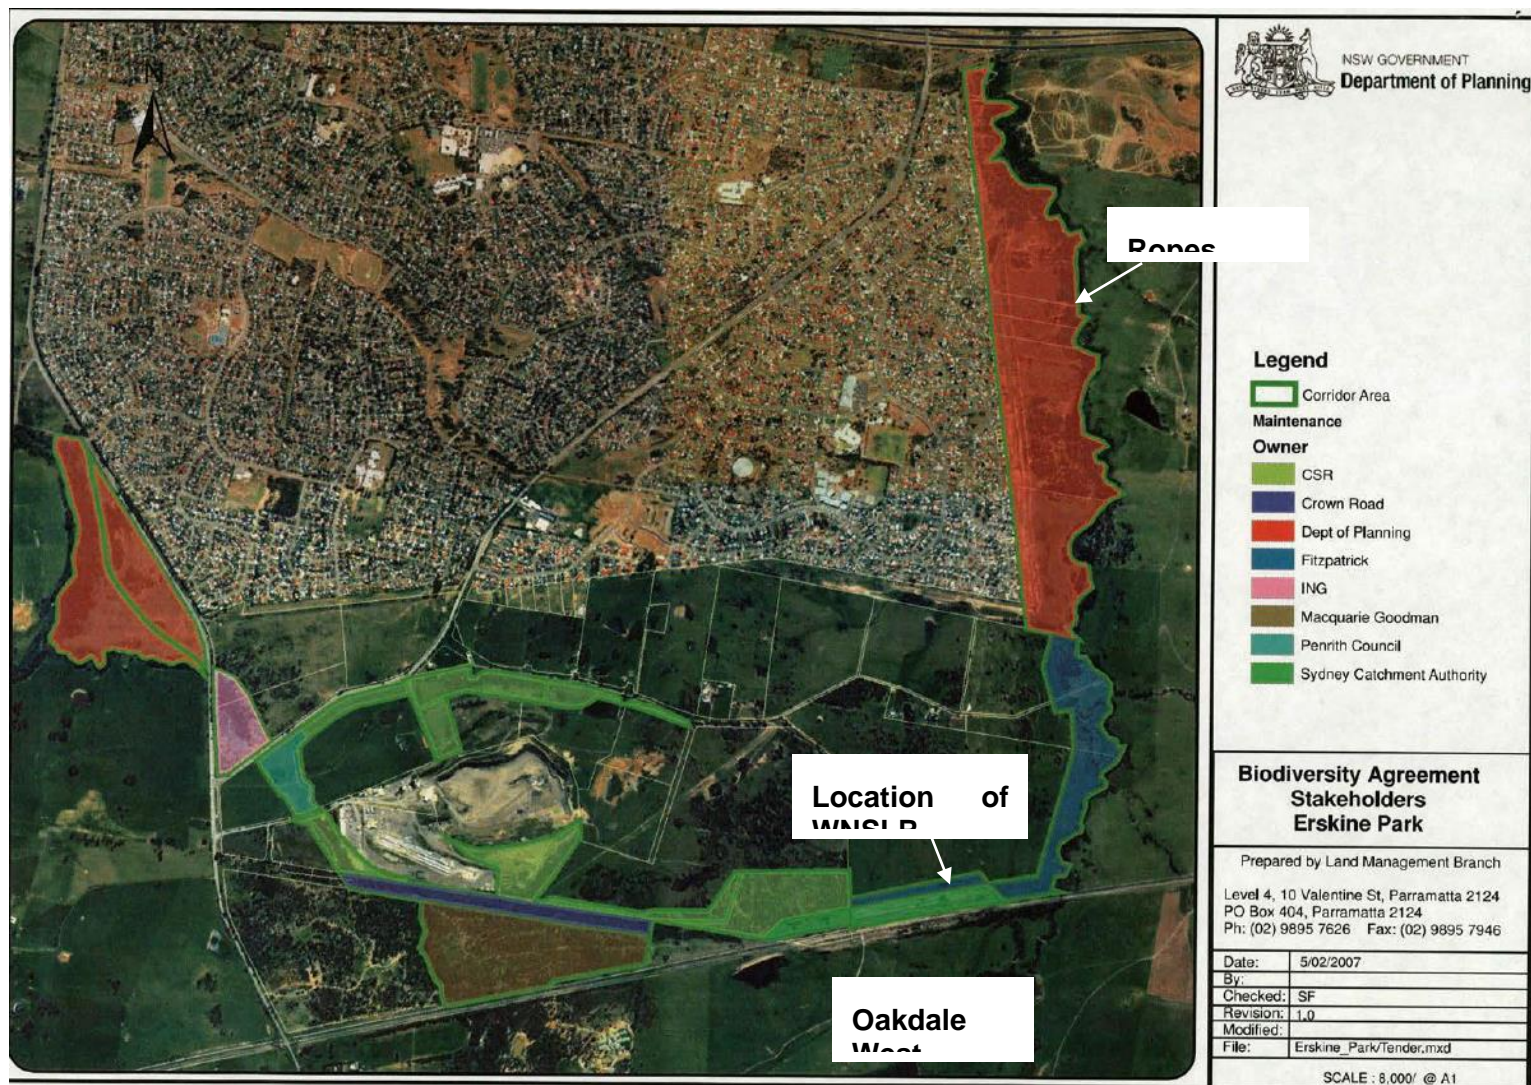 N
NSW GOVERNMENT
Department of Planning
Ropes
Legend
Corridor Area
Maintenance
Owner
CSR
Crown Road
Dept of Planning
Fitzpatrick
ING
Macquarie Goodman
Penrith Council
Sydney Catchment Authority
Location of
WNSLR
Oakdale
West
Biodiversity Agreement
Stakeholders
Erskine Park
Prepared by Land Management Branch
Level 4, 10 Valentine St, Parramatta 2124
PO Box 404, Parramatta 2124
Ph: (02) 9895 7626 Fax: (02) 9895 7946
Date: 5/02/2007
By:
Checked: SF
Revision: 1.0
Modified:
File: Erskine_Park/Tender.mxd
SCALE : 8,000/ @ A1